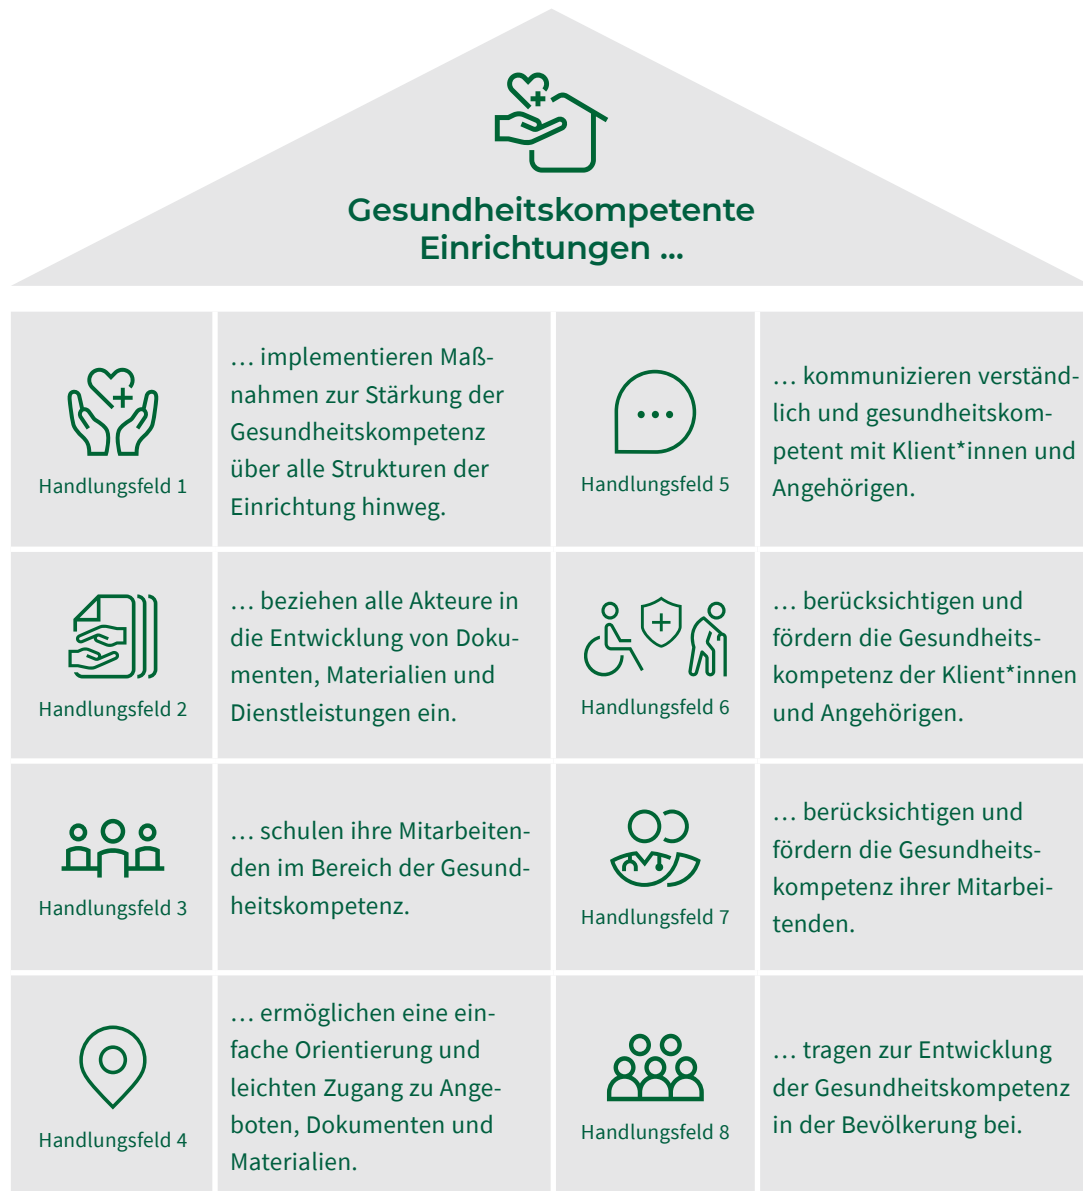 Gesundheitskompetente
Einrichtungen ...
Handlungsfeld 1
… implementieren Maß-
nahmen zur Stärkung der
Gesundheitskompetenz
über alle Strukturen der
Einrichtung hinweg.
Handlungsfeld 2
… beziehen alle Akteure in
die Entwicklung von Doku-
menten, Materialien und
Dienstleistungen ein.
Handlungsfeld 3
… schulen ihre Mitarbeiten-
den im Bereich der Gesund-
heitskompetenz.
Handlungsfeld 4
… ermöglichen eine ein-
fache Orientierung und
leichten Zugang zu Ange-
boten, Dokumenten und
Materialien.
Handlungsfeld 5
… kommunizieren verständ-
lich und gesundheitskom-
petent mit Klient*innen und
Angehörigen.
Handlungsfeld 6
… berücksichtigen und
fördern die Gesundheits-
kompetenz der Klient*innen
und Angehörigen.
Handlungsfeld 7
… berücksichtigen und
fördern die Gesundheits-
kompetenz ihrer Mitarbei-
tenden.
Handlungsfeld 8
… tragen zur Entwicklung
der Gesundheitskompetenz
in der Bevölkerung bei.